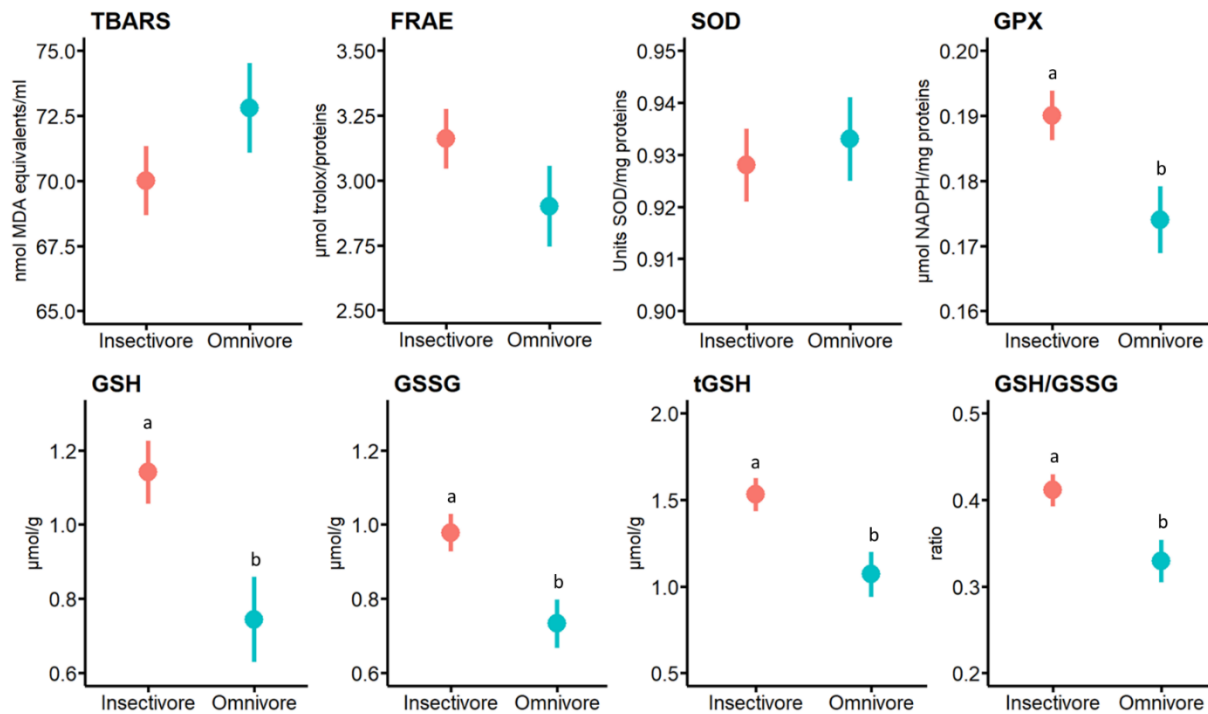 TBARS
nmol MDA equivalents/ml
75.0
72.5
70.0
67.5
65.0
Insectivore Omnivore
FRAE
µmol trolox/proteins
3.50
3.25
3.00
2.75
2.50
Insectivore Omnivore
SOD
Units SOD/mg proteins
0.95
0.94
0.93
0.92
0.91
0.90
Insectivore Omnivore
GPX
µmol NADPH/mg proteins
0.20
0.19
0.18
0.17
0.16
a
b
Insectivore Omnivore
GSH
µmol/g
1.2
1.0
0.8
0.6
a
b
Insectivore Omnivore
GSSG
µmol/g
1.2
1.0
0.8
0.6
a
b
Insectivore Omnivore
tGSH
µmol/g
2.0
1.5
1.0
0.5
a
b
Insectivore Omnivore
GSH/GSSG
ratio
0.5
0.4
0.3
0.2
a
b
Insectivore Omnivore